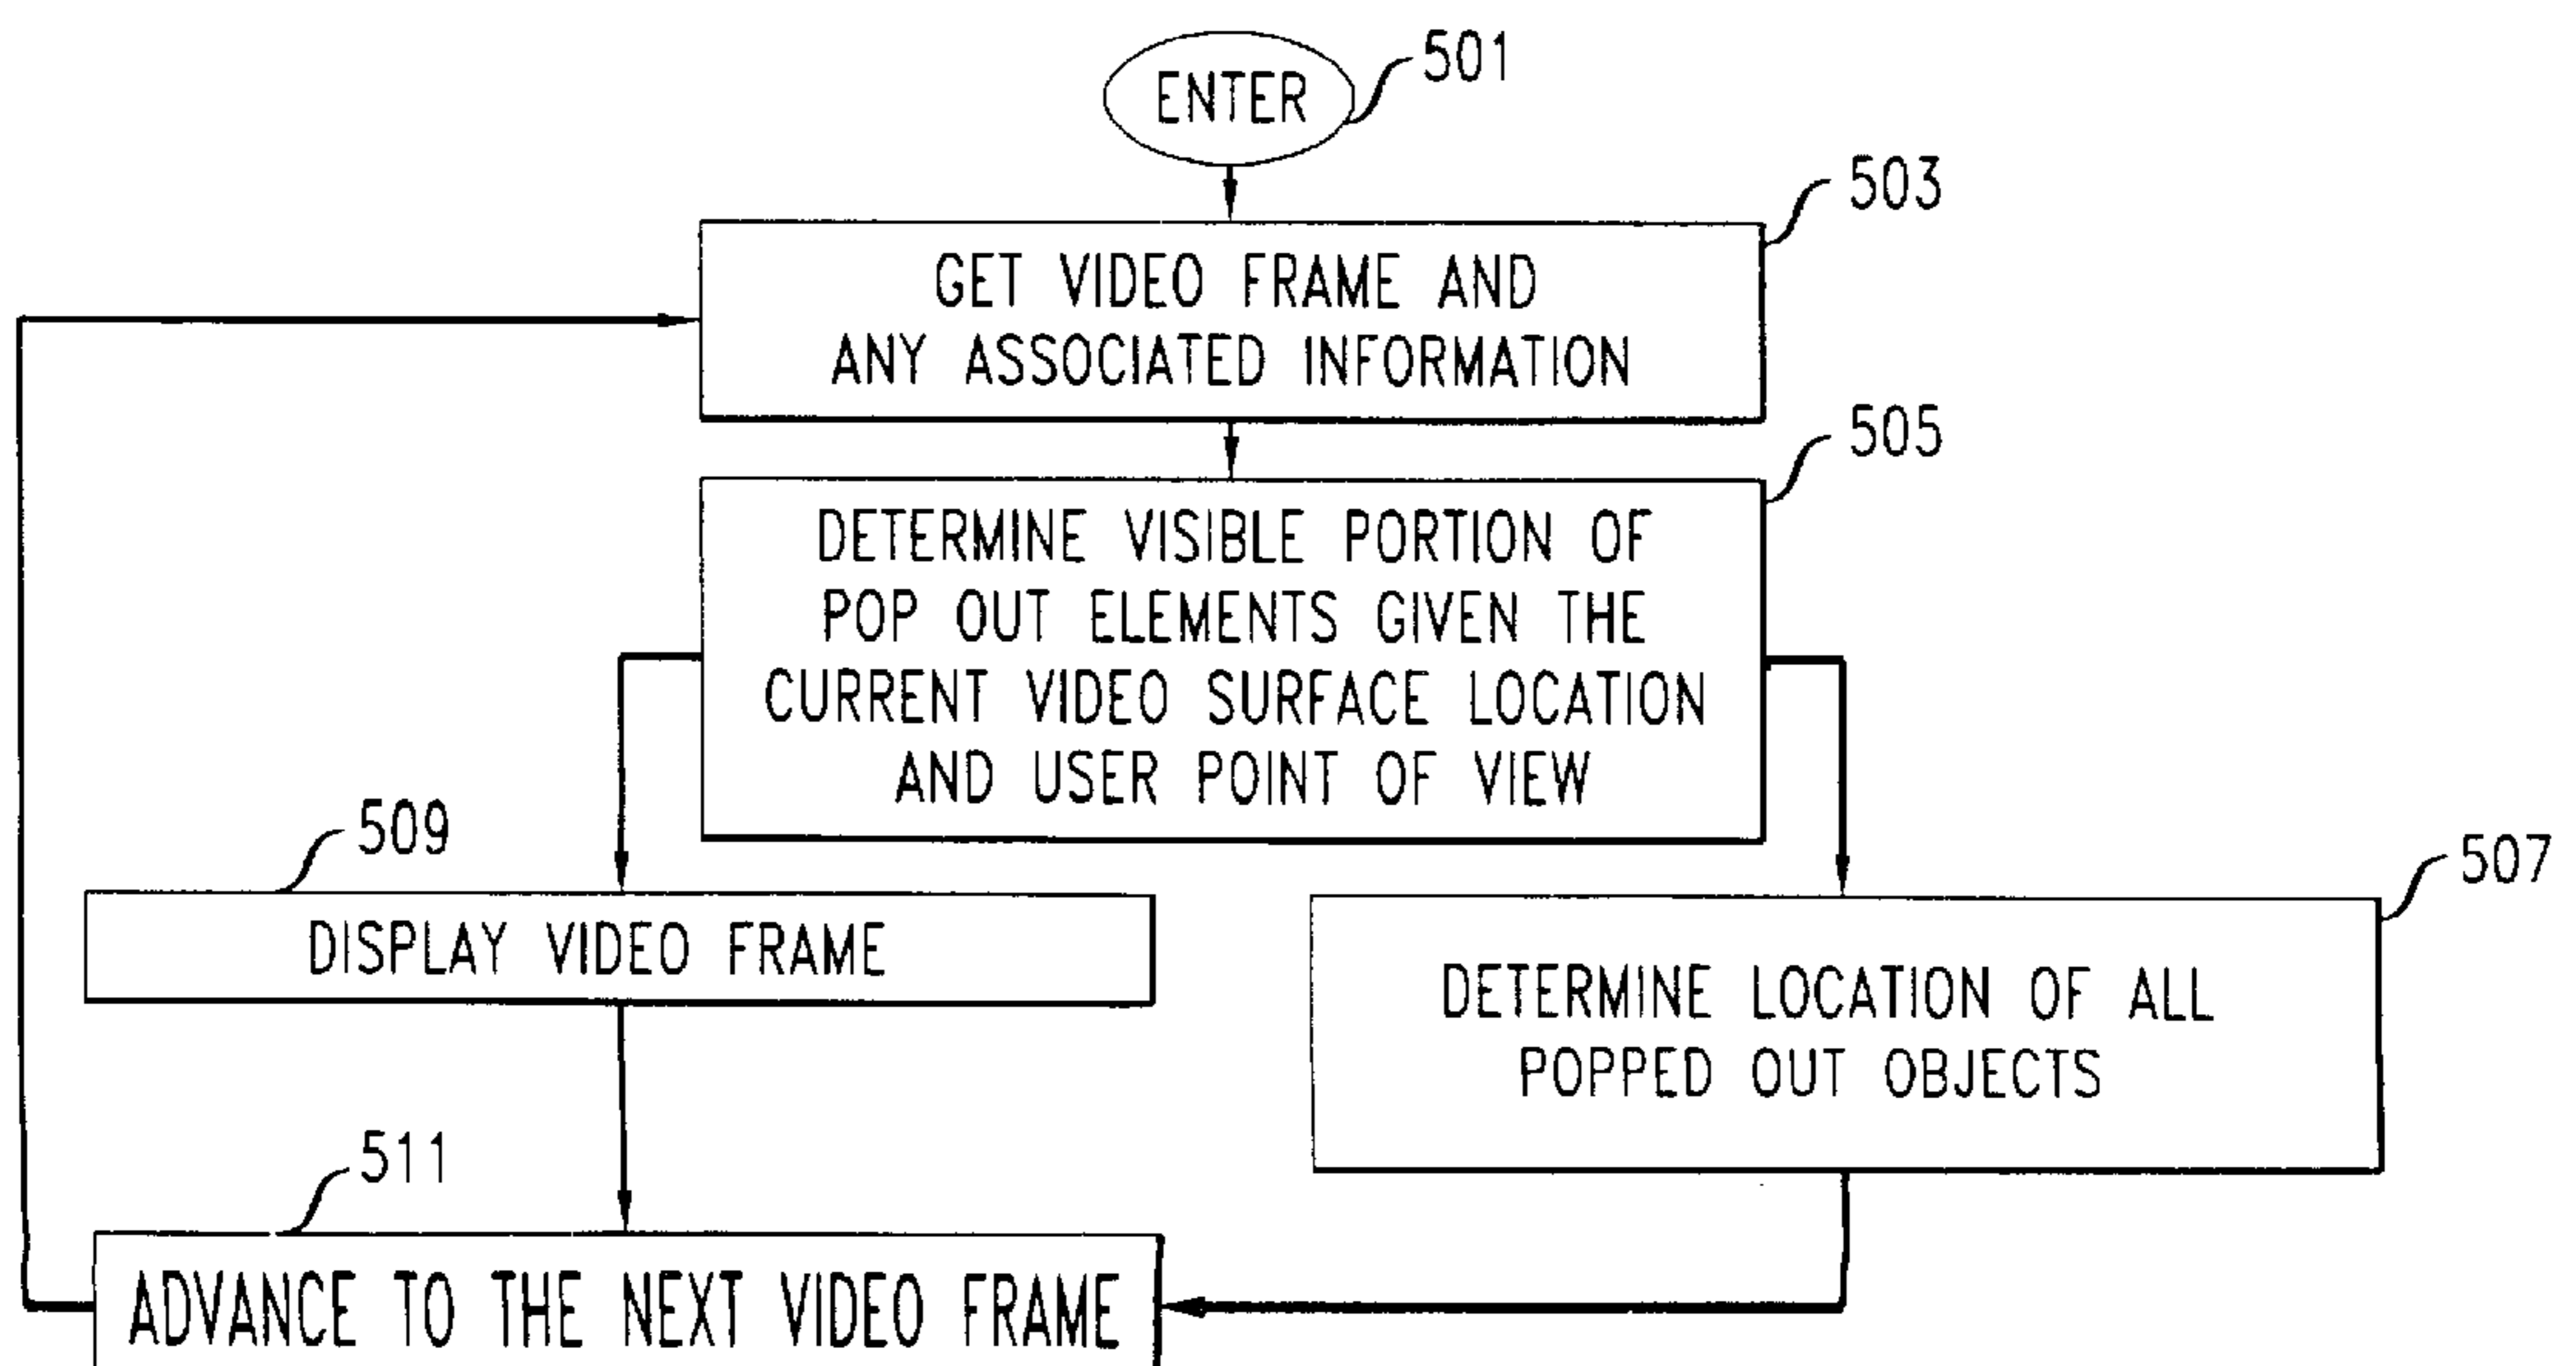 ENTER
501
503
GET VIDEO FRAME AND
ANY ASSOCIATED INFORMATION
505
DETERMINE VISIBLE PORTION OF
POP OUT ELEMENTS GIVEN THE
CURRENT VIDEO SURFACE LOCATION
AND USER POINT OF VIEW
509
DISPLAY VIDEO FRAME
507
DETERMINE LOCATION OF ALL
POPPED OUT OBJECTS
511
ADVANCE TO THE NEXT VIDEO FRAME